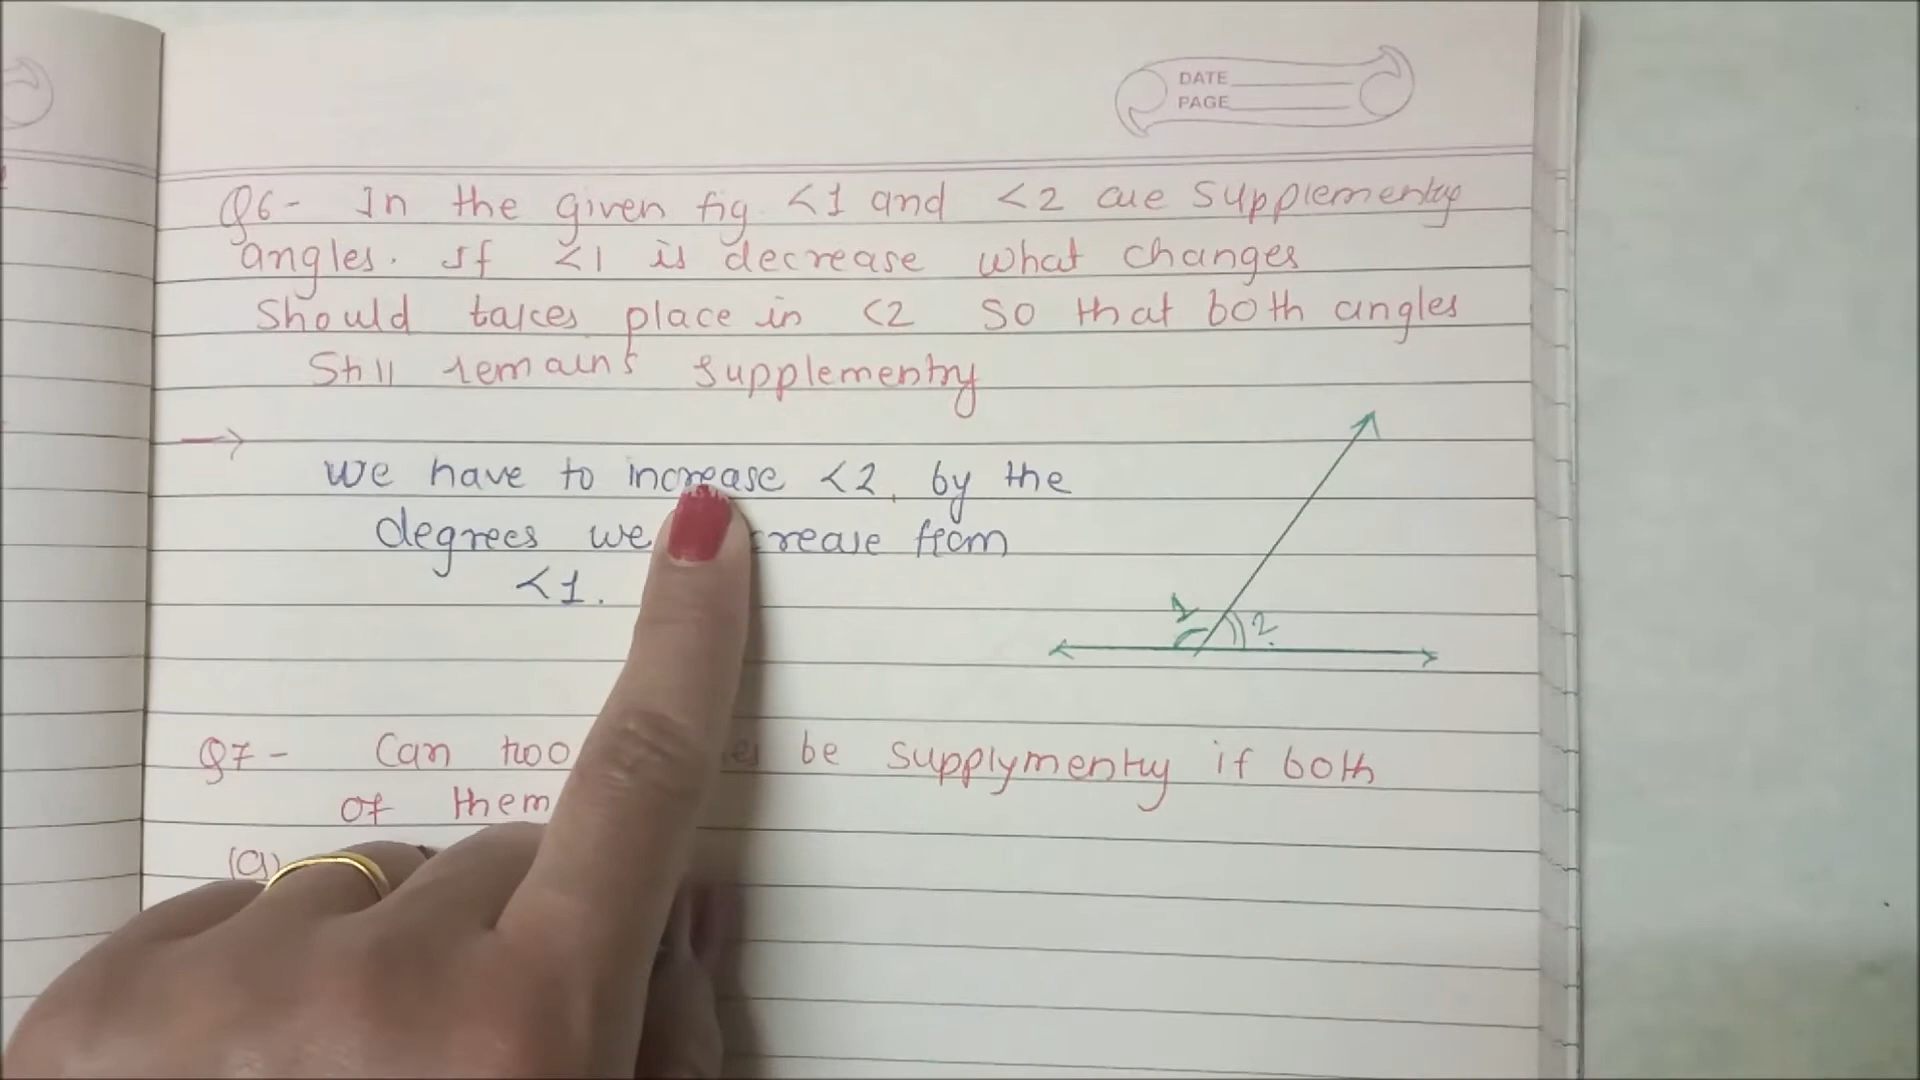 DATE
PAGE
Q6- In the given fig. <1 and <2 are supplementry
angles. If <1 is decrease what changes
should takes place in <2 so that both angles
Still remains supplementry
we have to increase <2, by the
degrees we from
<1.
1
2
Q7- Can two be supplymentry if both
of them
(a)